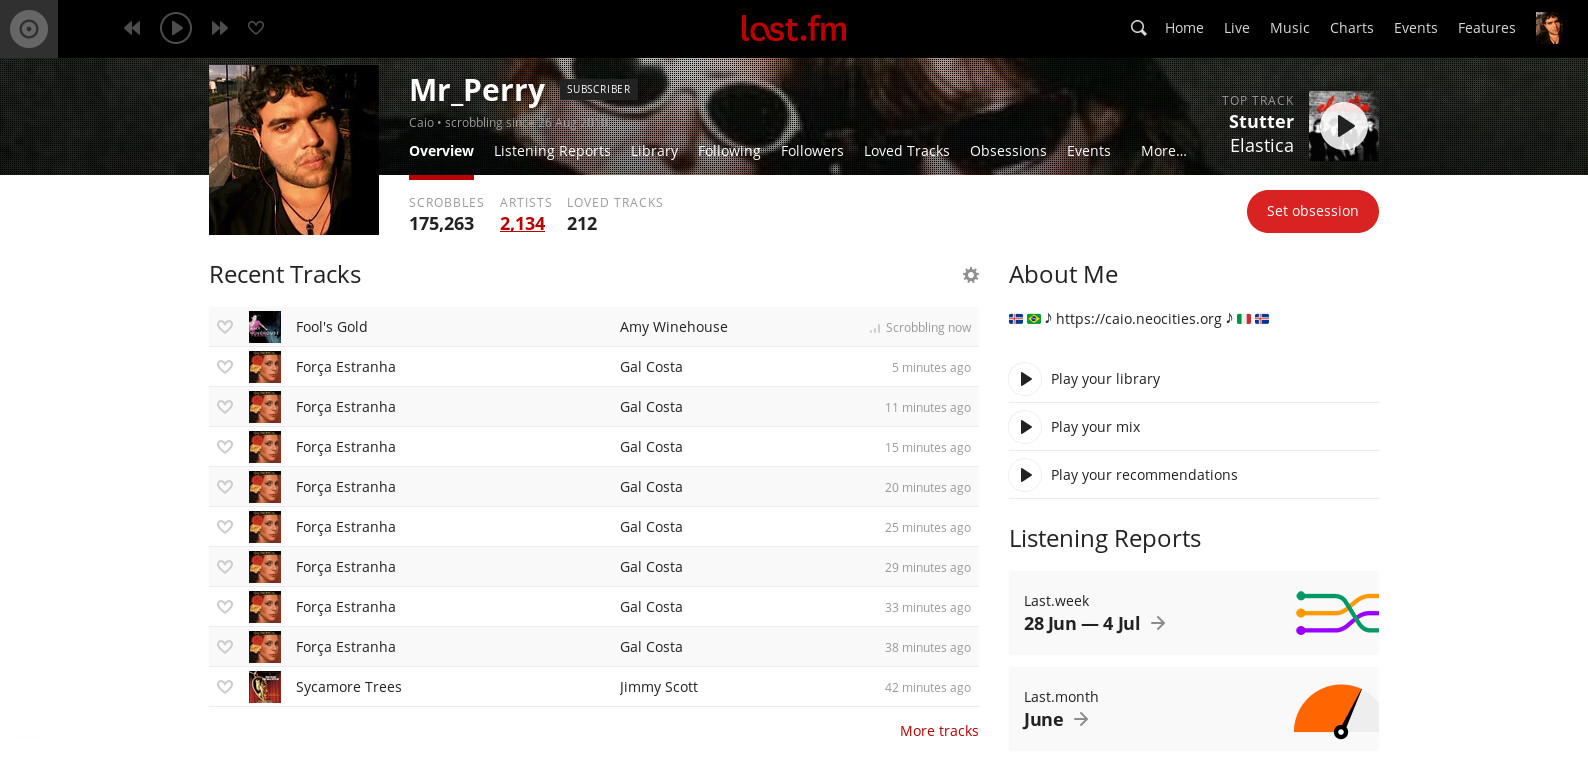 last.fm
Home Live Music Charts Events Features
Mr_Perry SUBSCRIBER
Caio • scrobbling since 26 Aug 2010
Overview Listening Reports Library Following Followers Loved Tracks Obsessions Events More...
TOP TRACK
Stutter
Elastica
SCROBBLES ARTISTS LOVED TRACKS
175,263 2,134 212
Set obsession
Recent Tracks
Fool's Gold Amy Winehouse Scrobbling now
Força Estranha Gal Costa 5 minutes ago
Força Estranha Gal Costa 11 minutes ago
Força Estranha Gal Costa 15 minutes ago
Força Estranha Gal Costa 20 minutes ago
Força Estranha Gal Costa 25 minutes ago
Força Estranha Gal Costa 29 minutes ago
Força Estranha Gal Costa 33 minutes ago
Força Estranha Gal Costa 38 minutes ago
Sycamore Trees Jimmy Scott 42 minutes ago
More tracks
About Me
🇮🇸 🇧🇷 ♪ https://caio.neocities.org ♪ 🇮🇹 🇮🇸
Play your library
Play your mix
Play your recommendations
Listening Reports
Last.week
28 Jun — 4 Jul
Last.month
June